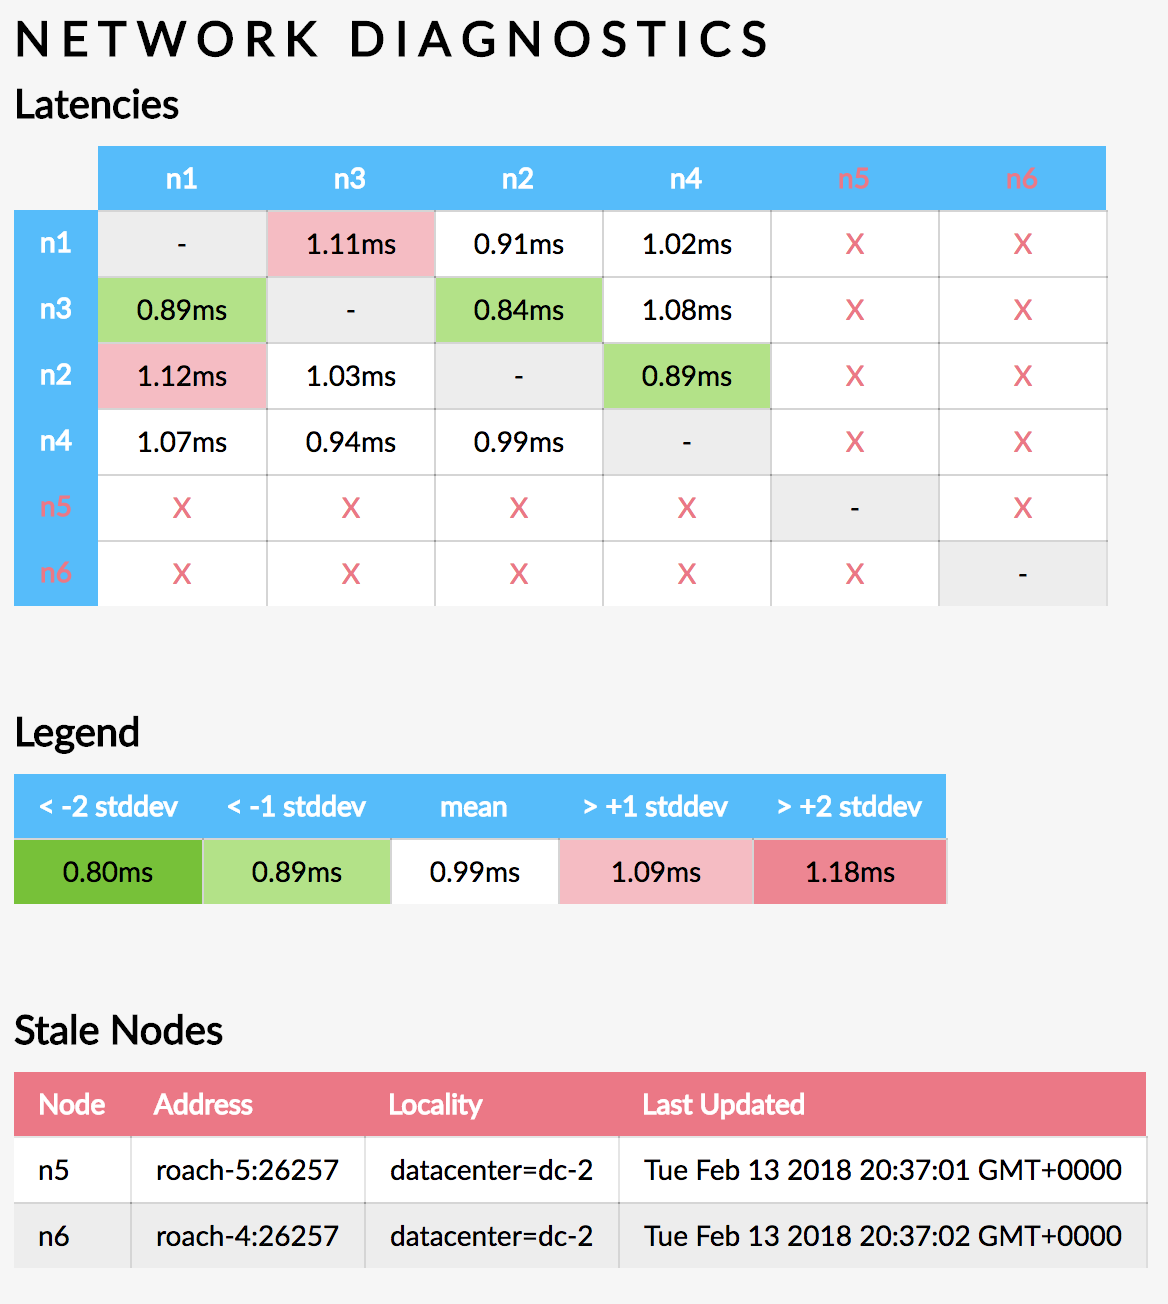 NETWORK DIAGNOSTICS
Latencies
n1 n3 n2 n4 n5 n6
n1 - 1.11ms 0.91ms 1.02ms X X
n3 0.89ms - 0.84ms 1.08ms X X
n2 1.12ms 1.03ms - 0.89ms X X
n4 1.07ms 0.94ms 0.99ms - X X
n5 X X X X - X
n6 X X X X X -
Legend
< -2 stddev < -1 stddev mean > +1 stddev > +2 stddev
0.80ms 0.89ms 0.99ms 1.09ms 1.18ms
Stale Nodes
Node Address Locality Last Updated
n5 roach-5:26257 datacenter=dc-2 Tue Feb 13 2018 20:37:01 GMT+0000
n6 roach-4:26257 datacenter=dc-2 Tue Feb 13 2018 20:37:02 GMT+0000